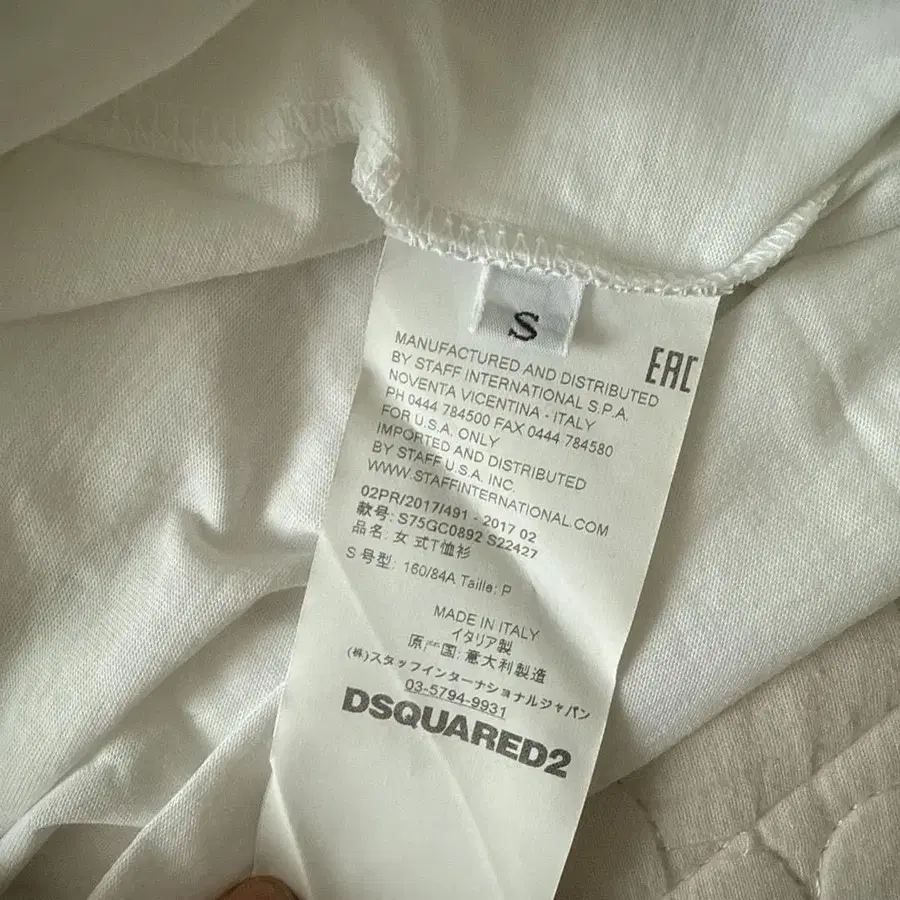 S
EAC
MANUFACTURED AND DISTRIBUTED
BY STAFF INTERNATIONAL S.P.A.
NOVENTA VICENTINA - ITALY
PH 0444 784500 FAX 0444 784580
FOR U.S.A. ONLY
IMPORTED AND DISTRIBUTED
BY STAFF U.S.A. INC.
WWW.STAFFINTERNATIONAL.COM
02PR/2017/491 - 2017 02
款号: S75GC0892 S22427
品名: 女式T恤衫
S 号型: 160/84A Taille: P
MADE IN ITALY
イタリア製
原产国: 意大利製造
(株)スタッフインターナショナルジャパン
03-5794-9931
DSQUARED2